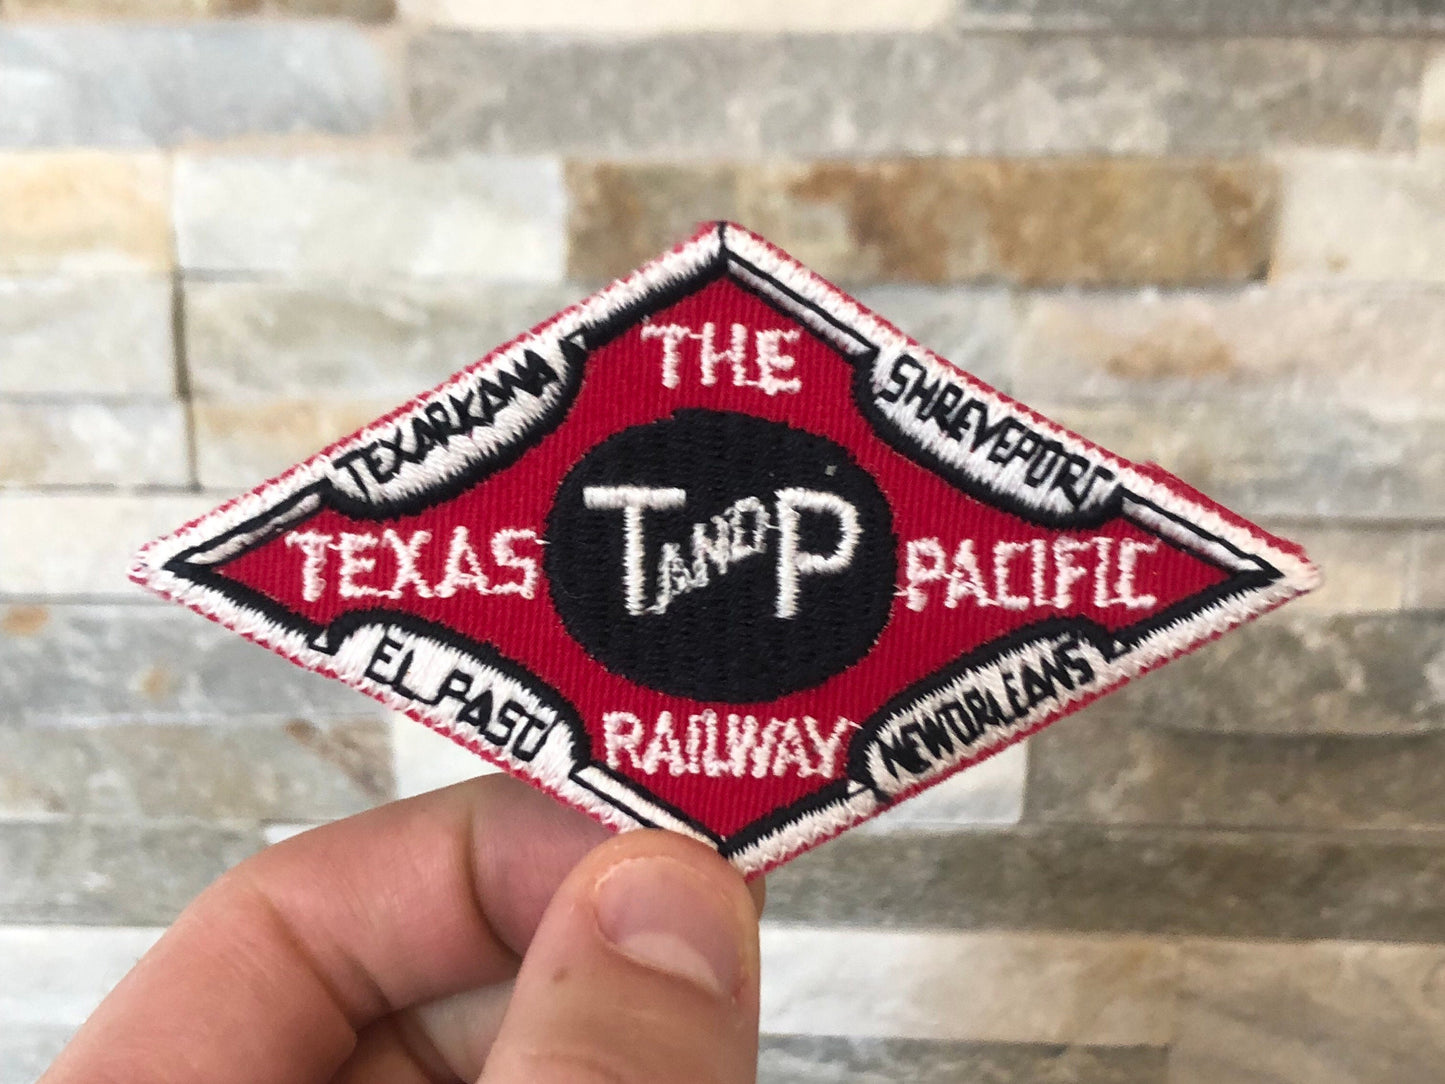 THE
TEXARKANA
SHREVEPORT
TEXAS T AND P PACIFIC
EL PASO
RAILWAY
NEW ORLEANS